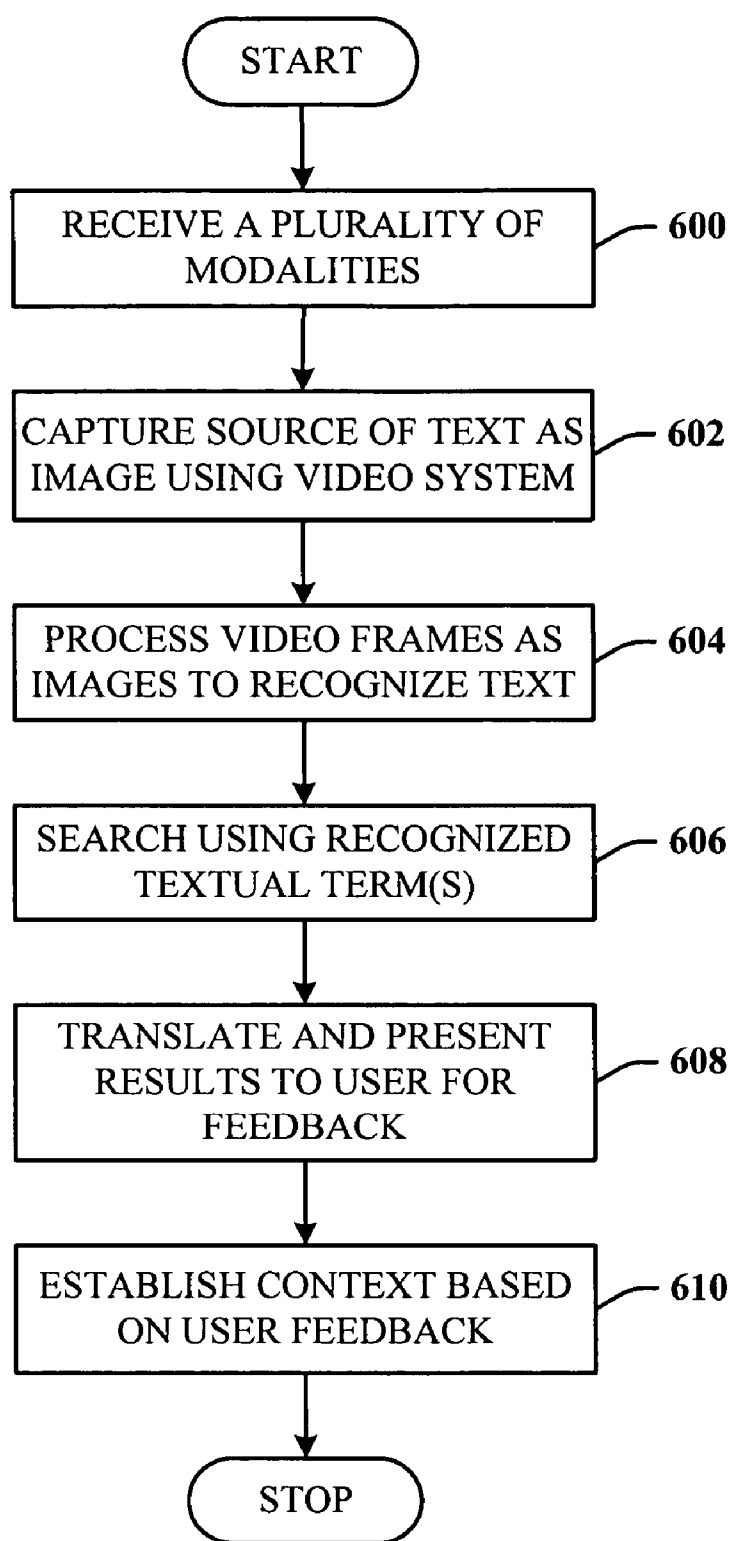 START
RECEIVE A PLURALITY OF
MODALITIES
600
CAPTURE SOURCE OF TEXT AS
IMAGE USING VIDEO SYSTEM
602
PROCESS VIDEO FRAMES AS
IMAGES TO RECOGNIZE TEXT
604
SEARCH USING RECOGNIZED
TEXTUAL TERM(S)
606
TRANSLATE AND PRESENT
RESULTS TO USER FOR
FEEDBACK
608
ESTABLISH CONTEXT BASED
ON USER FEEDBACK
610
STOP